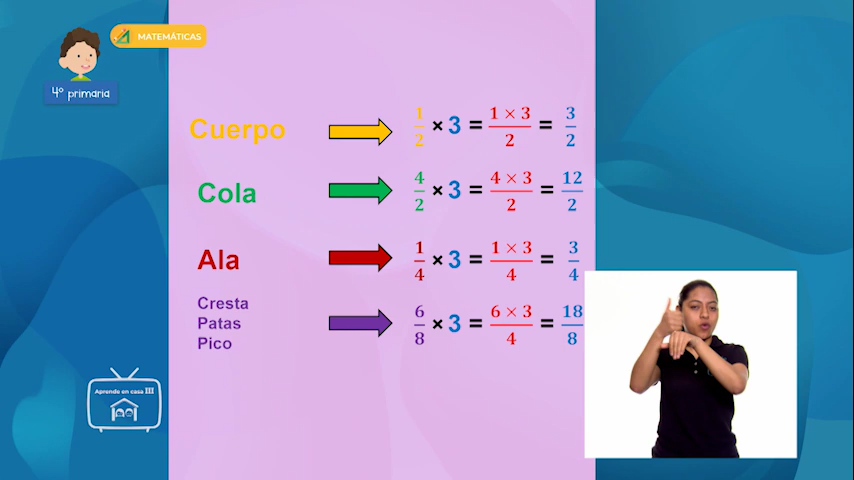 MATEMÁTICAS
4º primaria
Cuerpo 1/2 × 3 = 1 × 3/2 = 3/2
Cola 4/2 × 3 = 4 × 3/2 = 12/2
Ala 1/4 × 3 = 1 × 3/4 = 3/4
Cresta
Patas 6/8 × 3 = 6 × 3/4 = 18/8
Pico
Aprende en casa III